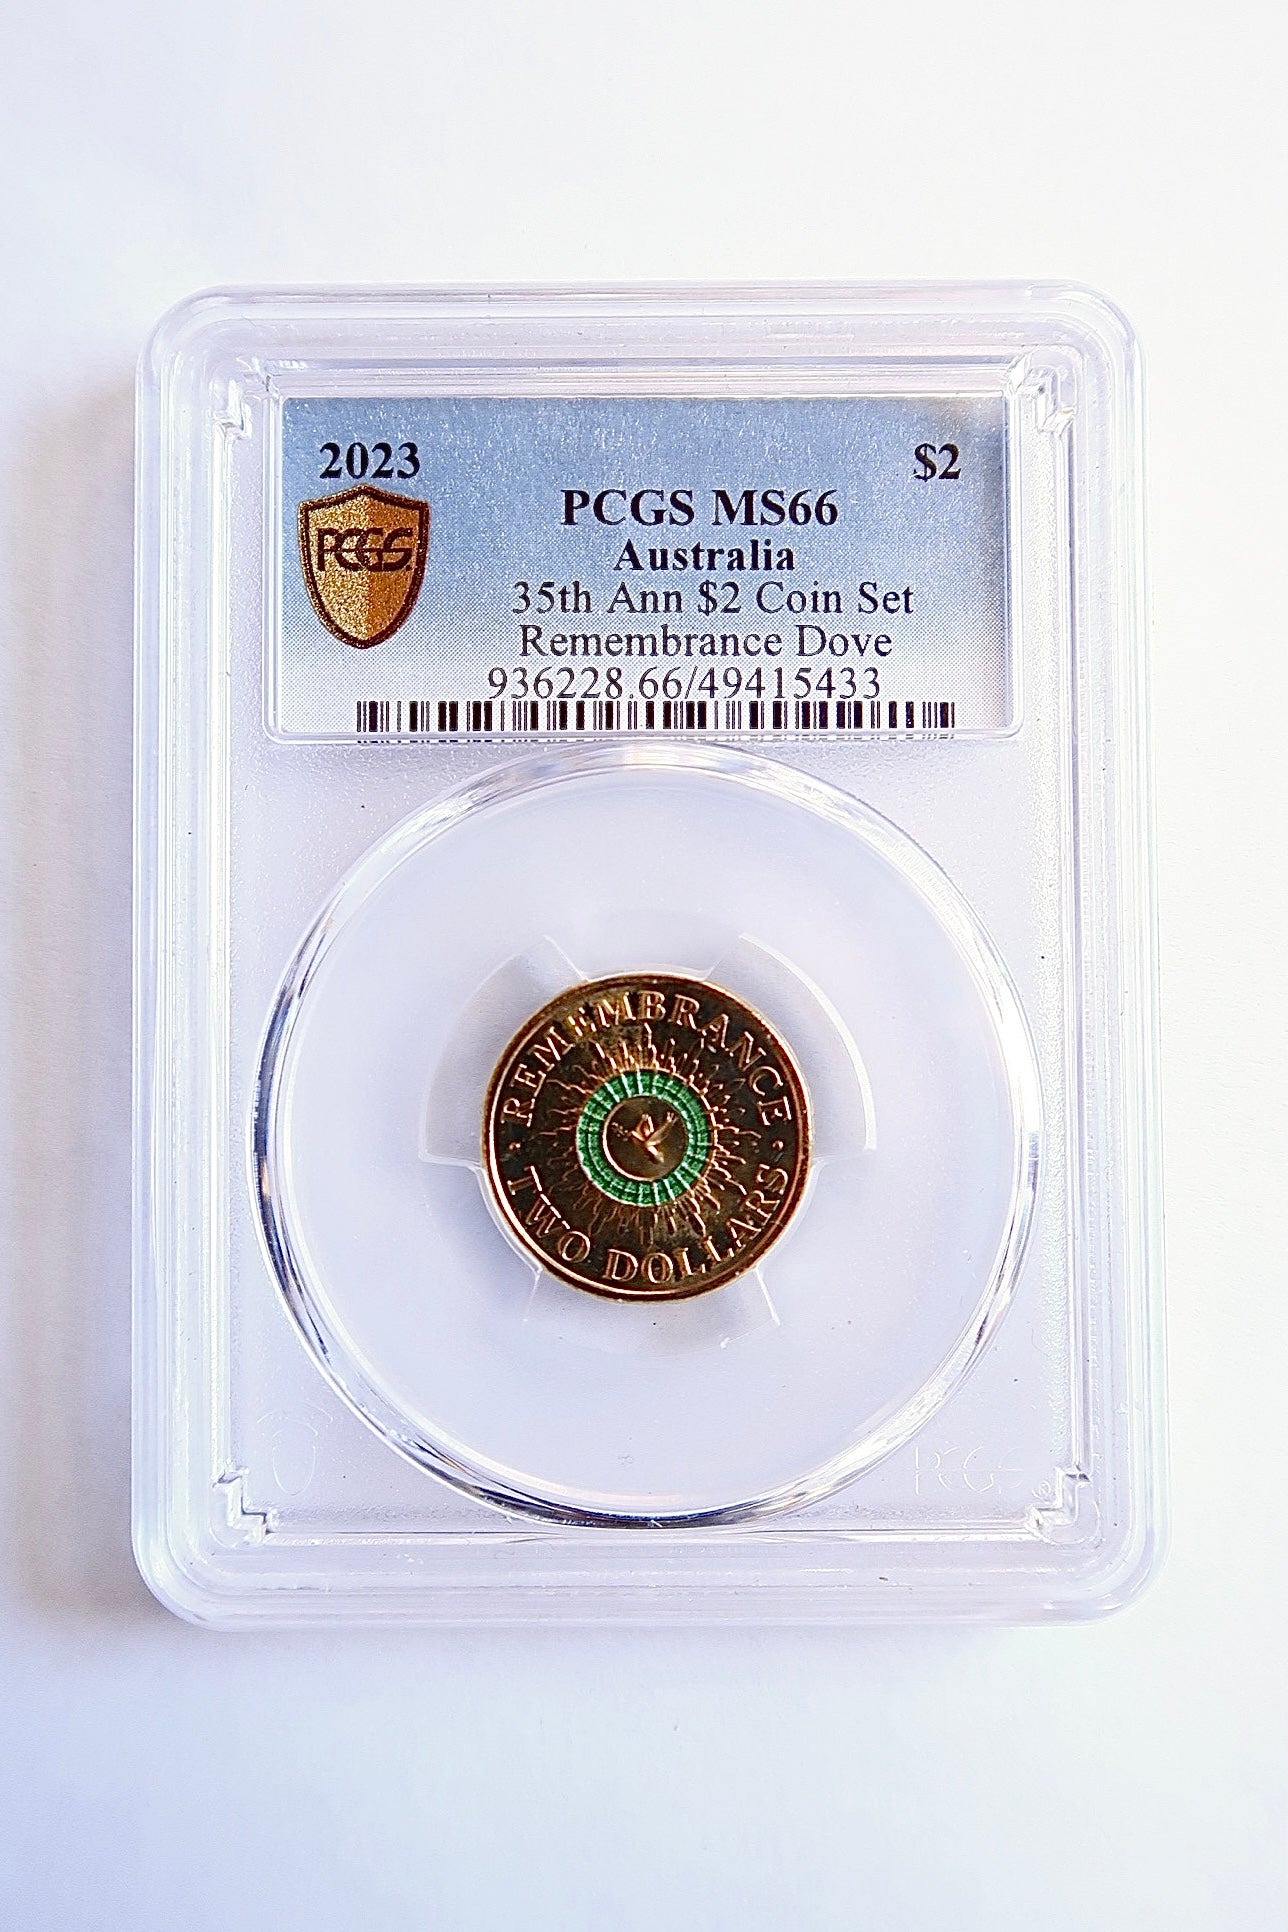 2023 $2
PCGS MS66
PCGS
Australia
35th Ann $2 Coin Set
Remembrance Dove
936228.66/49415433
REMEMBRANCE
TWO DOLLARS
PCGS